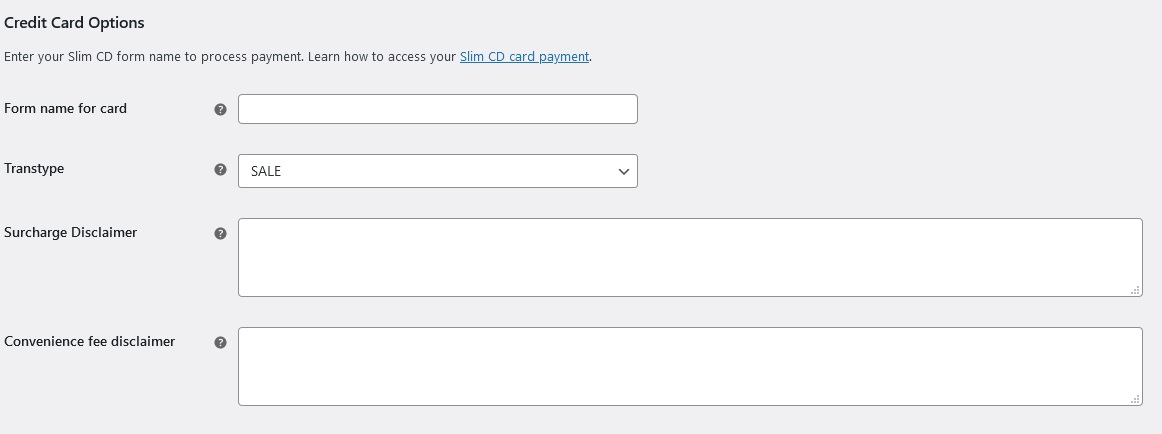 Credit Card Options
Enter your Slim CD form name to process payment. Learn how to access your Slim CD card payment.
Form name for card
Transtype
SALE
Surcharge Disclaimer
Convenience fee disclaimer